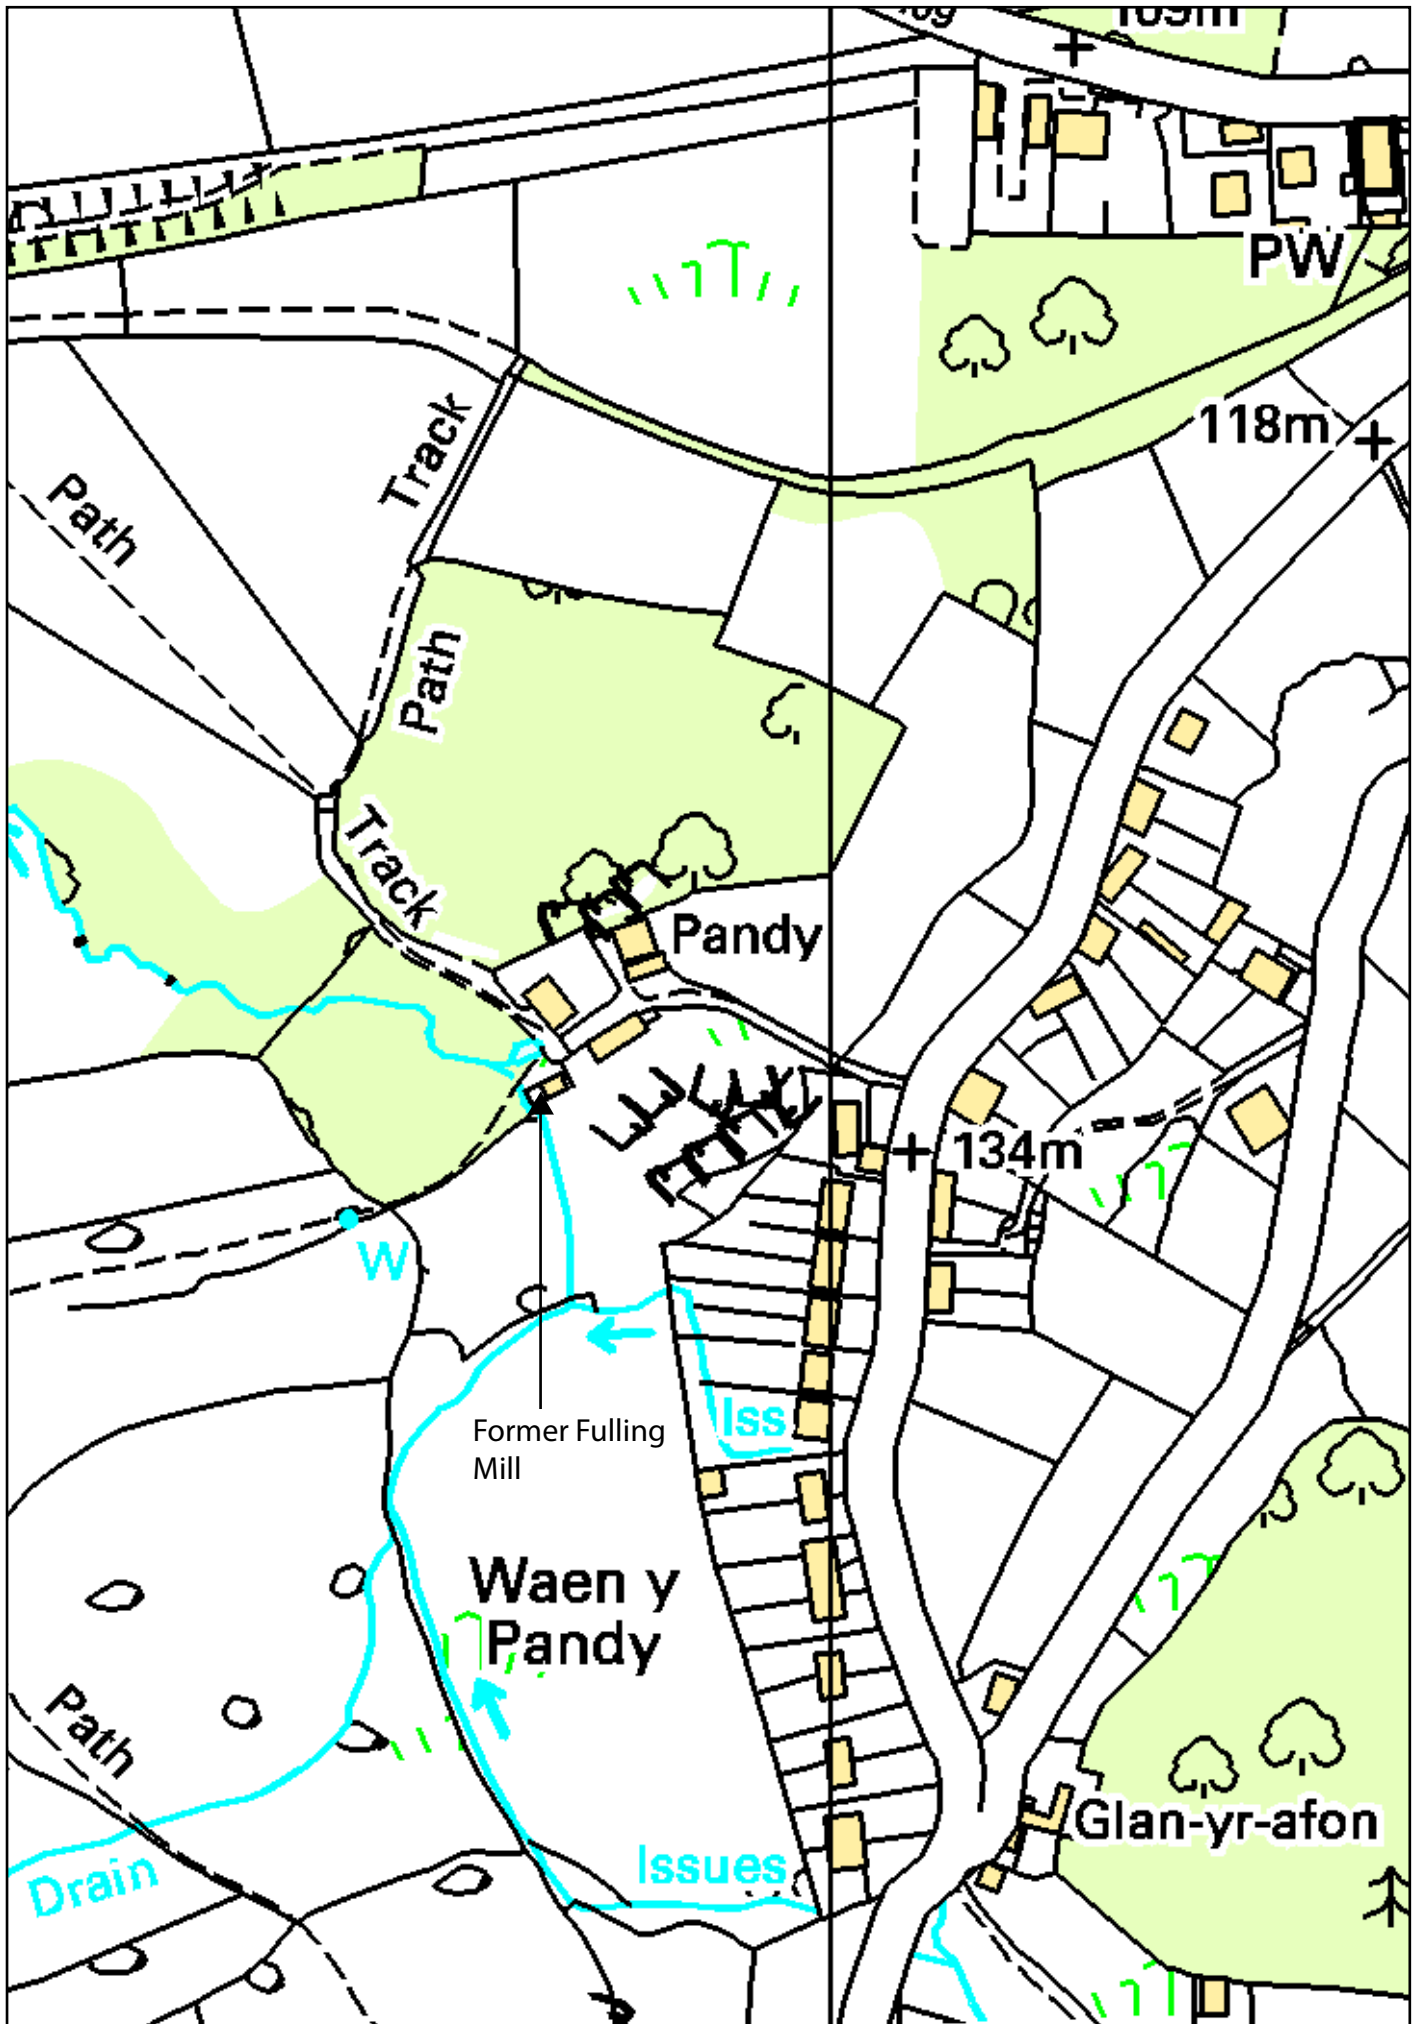 169m
PW
118m
Track
Path
Path
Track
Pandy
134m
W
Iss
Former Fulling
Mill
Waen y
Pandy
Path
Glan-yr-afon
Issues
Drain